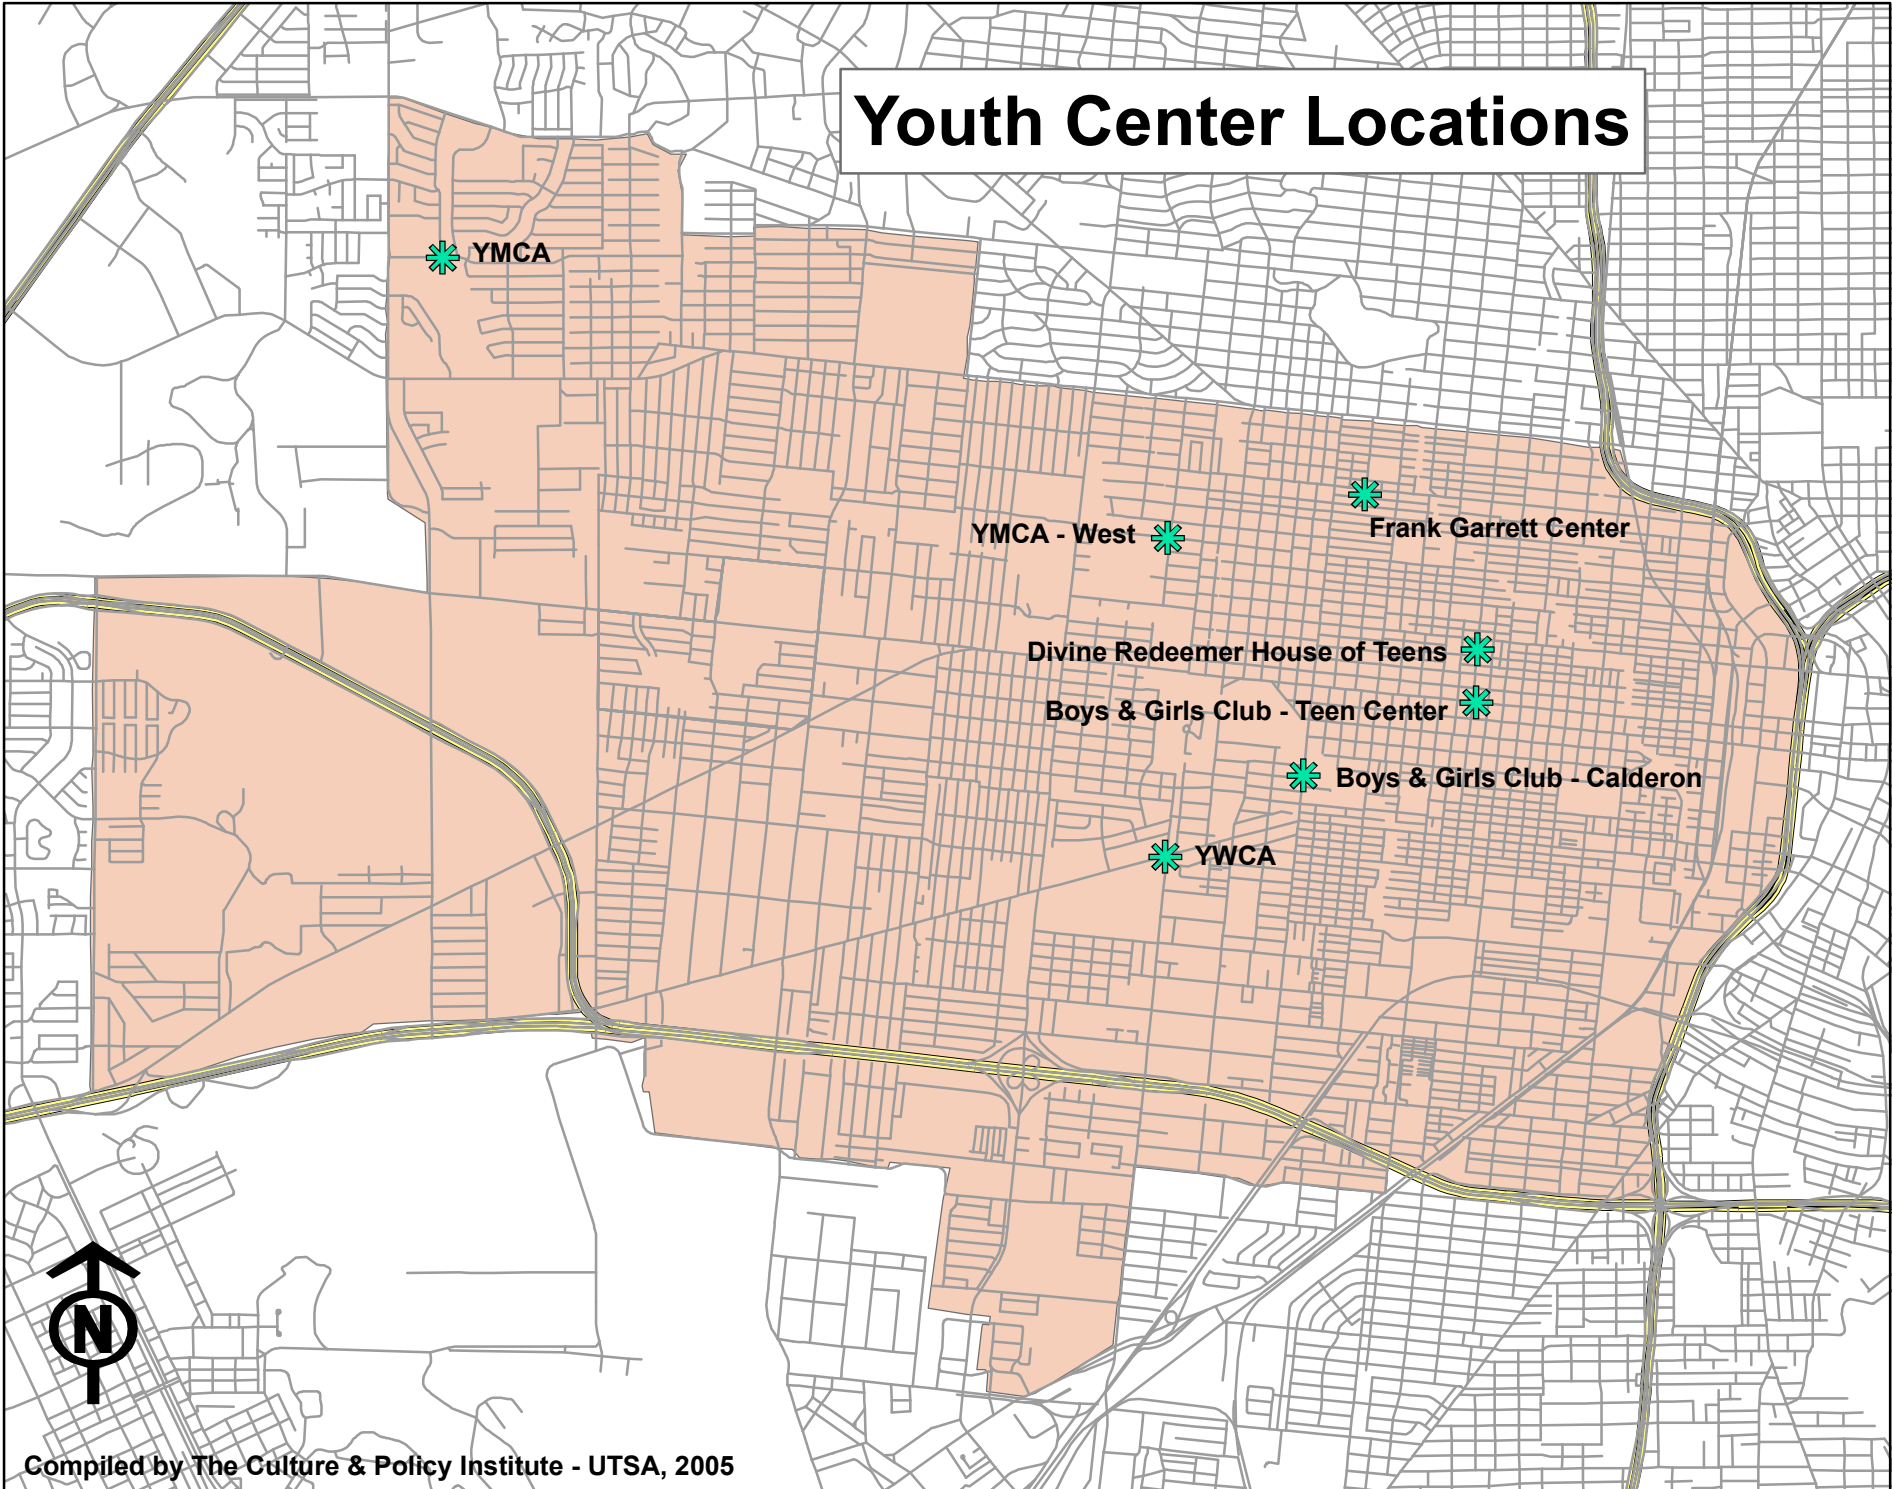 Youth Center Locations
YMCA
Frank Garrett Center
YMCA - West
Divine Redeemer House of Teens
Boys & Girls Club - Teen Center
Boys & Girls Club - Calderon
YWCA
N
Compiled by The Culture & Policy Institute - UTSA, 2005